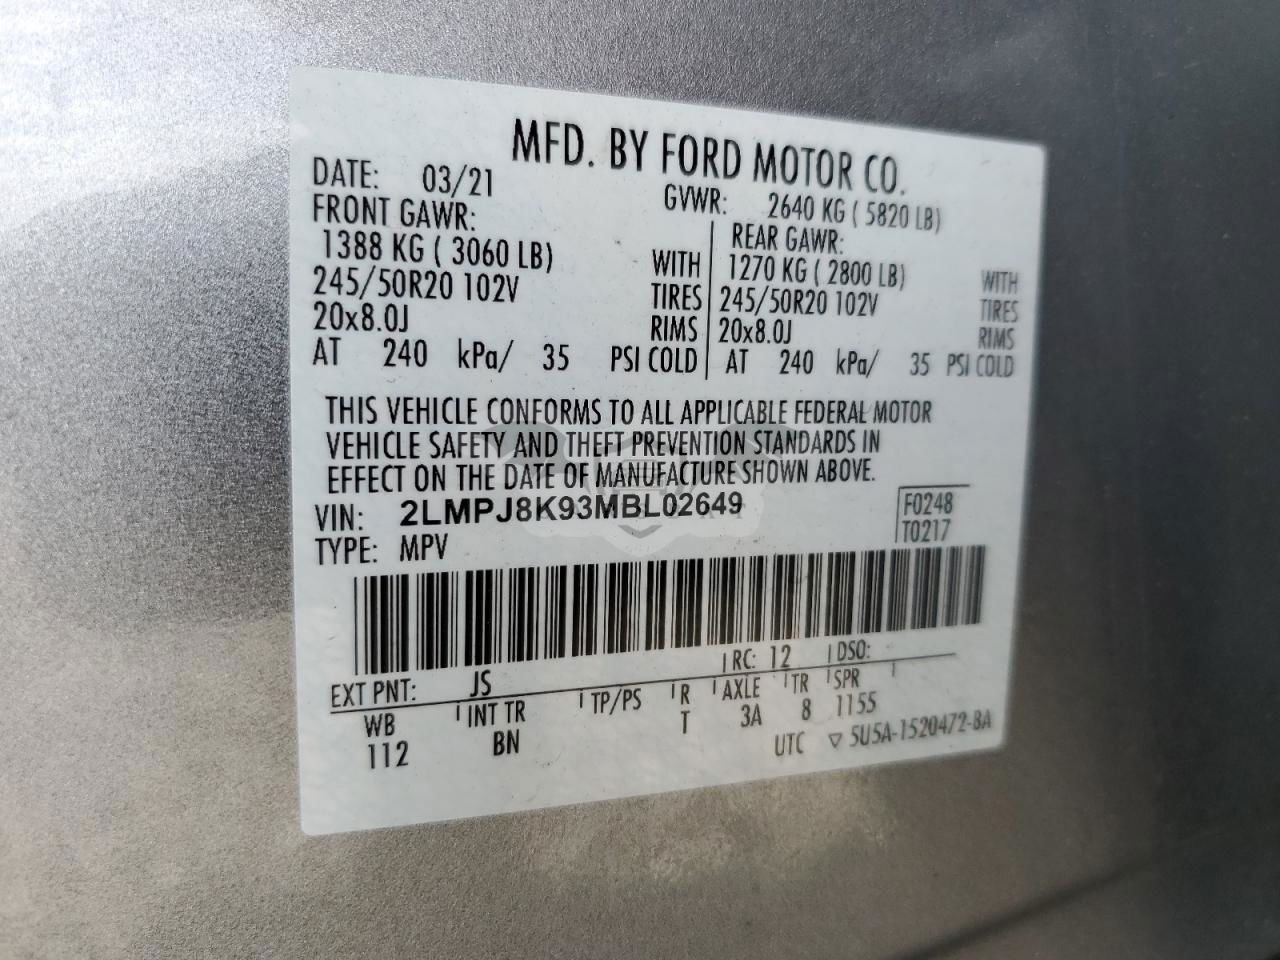 MFD. BY FORD MOTOR CO.
DATE: 03/21 GVWR: 2640 KG ( 5820 LB)
FRONT GAWR: REAR GAWR:
1388 KG ( 3060 LB) WITH 1270 KG ( 2800 LB) WITH
245/50R20 102V TIRES 245/50R20 102V TIRES
20x8.0J RIMS 20x8.0J RIMS
AT 240 kPa/ 35 PSI COLD AT 240 kPa/ 35 PSI COLD
THIS VEHICLE CONFORMS TO ALL APPLICABLE FEDERAL MOTOR
VEHICLE SAFETY AND THEFT PREVENTION STANDARDS IN
EFFECT ON THE DATE OF MANUFACTURE SHOWN ABOVE.
VIN: 2LMPJ8K93MBL02649 F0248
TYPE: MPV T0217
EXT PNT: JS RC: 12 DSO:
WB INT TR TP/PS R AXLE TR SPR
112 BN T 3A 8 1155
UTC ▽ 5U5A-1520472-BA